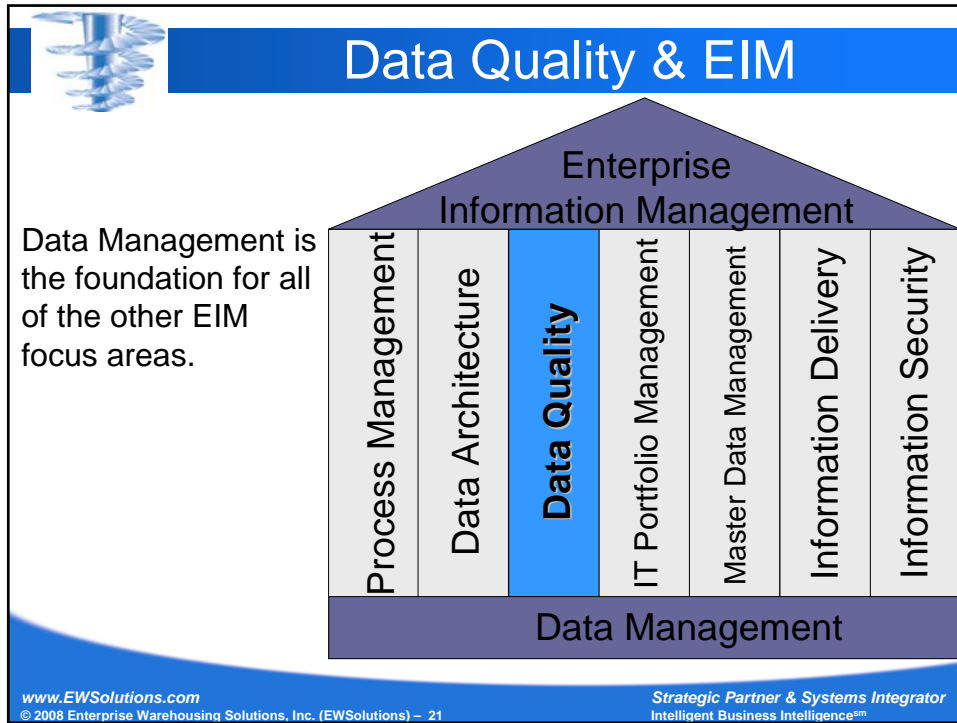 Data Quality & EIM
Enterprise
Information Management
Data Management is
the foundation for all
of the other EIM
focus areas.
Process Management
Data Architecture
Data Quality
IT Portfolio Management
Master Data Management
Information Delivery
Information Security
Data Management
www.EWSolutions.com
© 2008 Enterprise Warehousing Solutions, Inc. (EWSolutions) – 21
Strategic Partner & Systems Integrator
Intelligent Business Intelligence℠